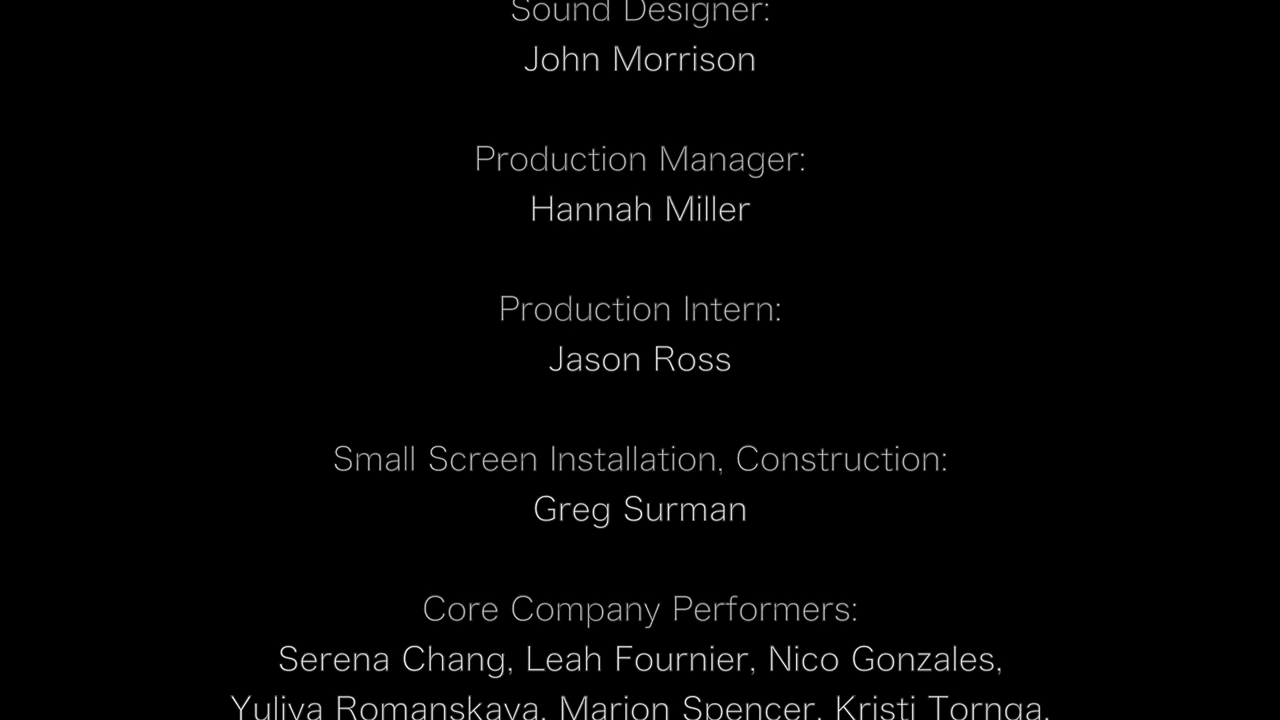 Sound Designer:
John Morrison
Production Manager:
Hannah Miller
Production Intern:
Jason Ross
Small Screen Installation, Construction:
Greg Surman
Core Company Performers:
Serena Chang, Leah Fournier, Nico Gonzales,
Yuliya Romanskaya, Marion Spencer, Kristi Tornga,